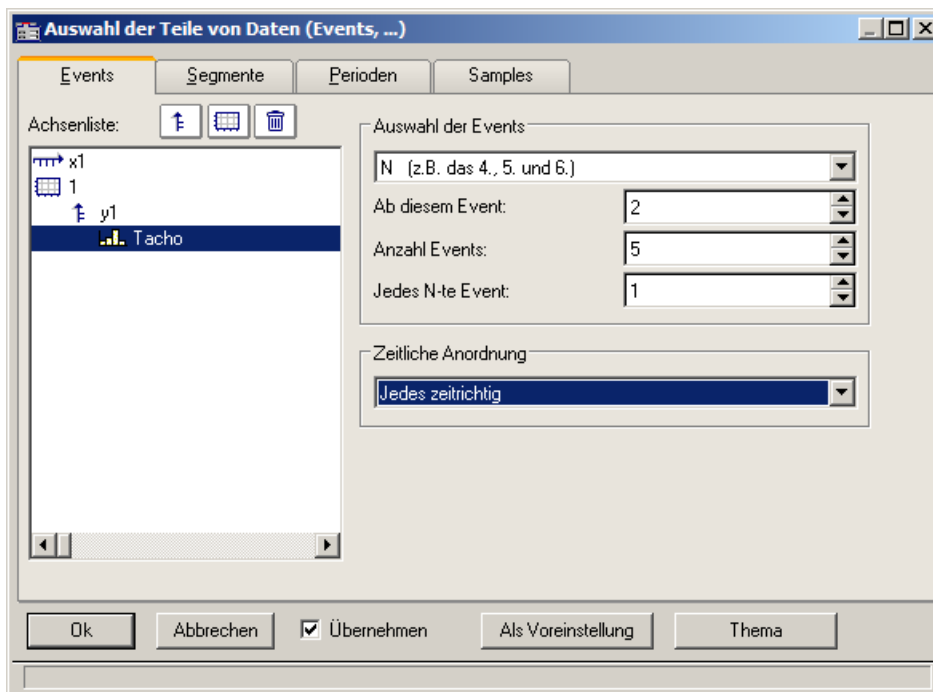 Auswahl der Teile von Daten (Events, ...)
Events
Segmente
Perioden
Samples
Achsenliste:
x1
1
y1
Tacho
Auswahl der Events
N (z.B. das 4., 5. und 6.)
Ab diesem Event:
2
Anzahl Events:
5
Jedes N-te Event:
1
Zeitliche Anordnung
Jedes zeitrichtig
Ok
Abbrechen
Übernehmen
Als Voreinstellung
Thema